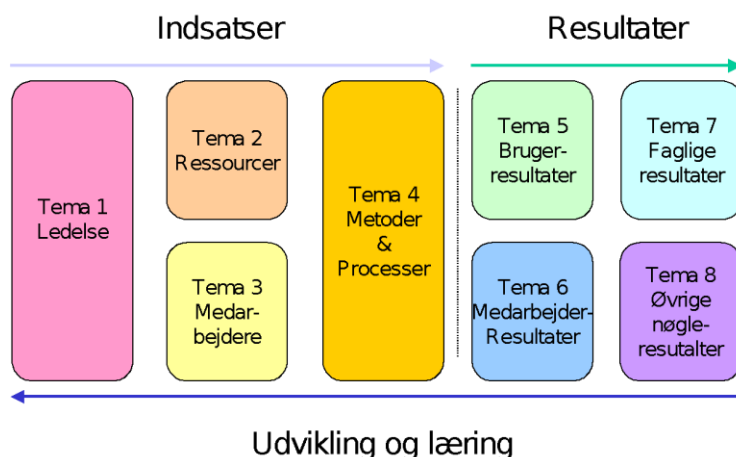 Indsatser
Resultater
Tema 1
Ledelse
Tema 2
Ressourcer
Tema 3
Medar-
bejdere
Tema 4
Metoder
&
Processer
Tema 5
Bruger-
resultater
Tema 6
Medarbejder-
Resultater
Tema 7
Faglige
resultater
Tema 8
Øvrige
nøgle-
resutalter
Udvikling og læring